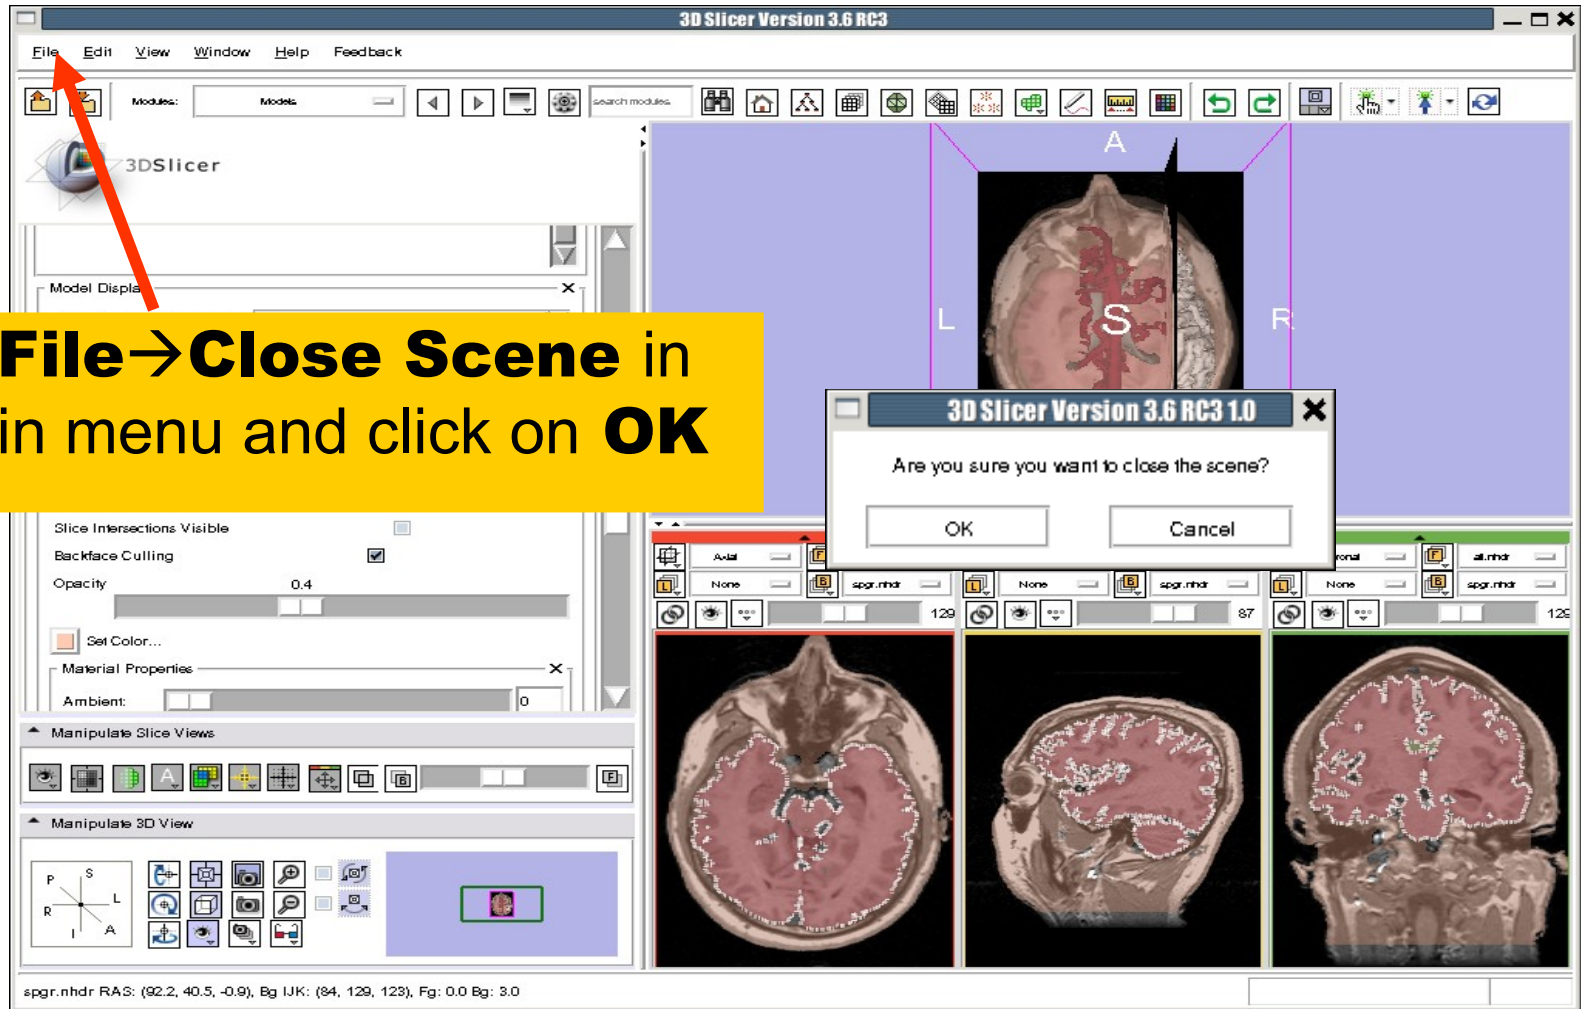 3D Slicer Version 3.6 RC3
File Edit View Window Help Feedback
Modules: Models search modules
3DSlicer
Model Displa
File→Close Scene in
in menu and click on OK
Slice Intersections Visible
Backface Culling
Opacity 0.4
Set Color...
Material Properties
Ambient: 0
Manipulate Slice Views
A
B
F
Manipulate 3D View
P S L R I A
A
L S R
3D Slicer Version 3.6 RC3 1.0
Are you sure you want to close the scene?
OK Cancel
Axial F ronal F all.nhdr
L None B spgr.nhdr L None B spgr.nhdr L None B spgr.nhdr
129 87 129
spgr.nhdr RAS: (92.2, 40.5, -0.9), Bg IJK: (84, 129, 123), Fg: 0.0 Bg: 3.0